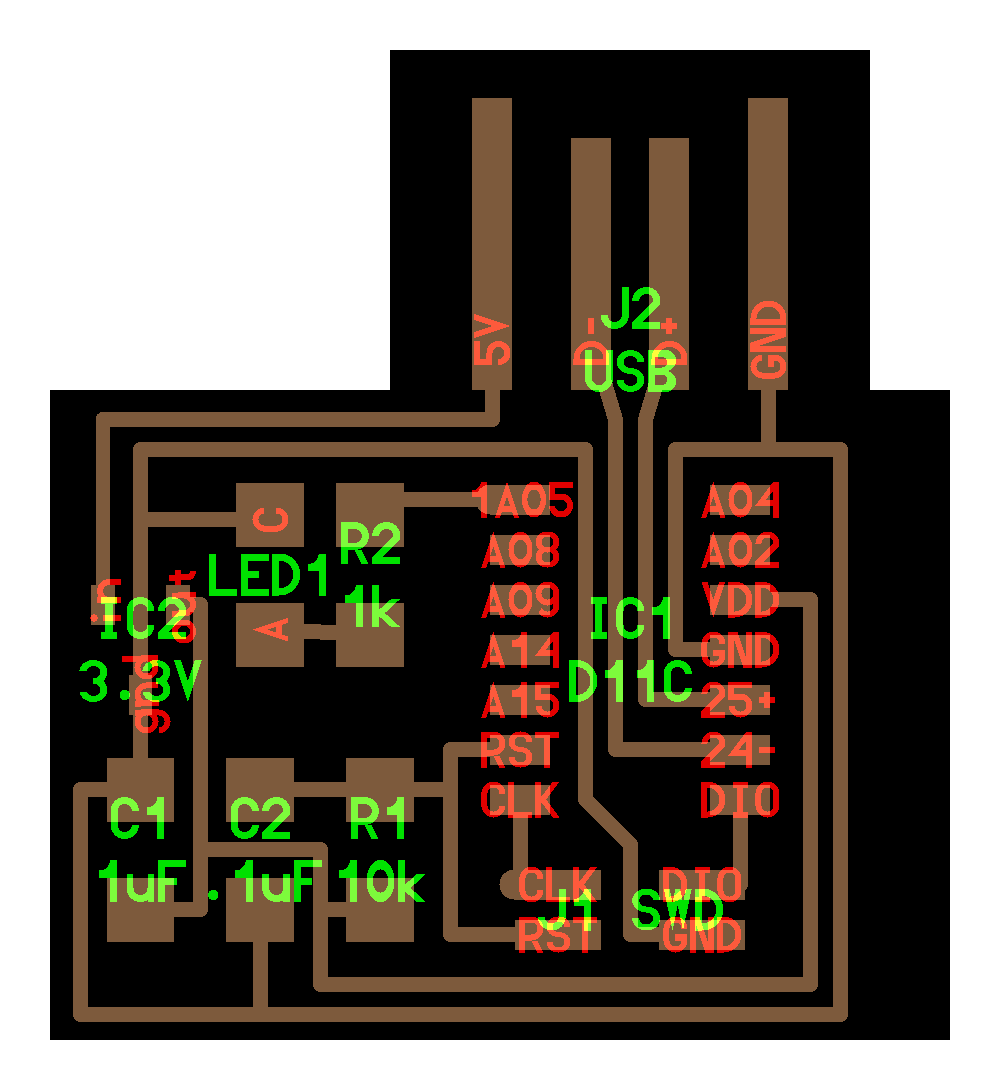 5V
D-
J2
D+
GND
USB
C
1A05
A04
R2
A08
A02
LED1
in
out
1k
A09
VDD
IC2
IC1
A
A14
GND
3.3V
gnd
A15
D11C
25+
RST
24-
CLK
DIO
C1
C2
R1
1uF
.1uF
10k
CLK
DIO
J1
SWD
RST
GND